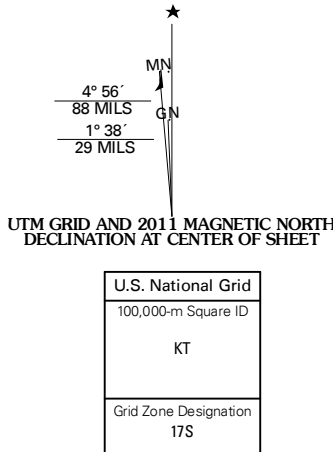 MN
4° 56´
88 MILS
GN
1° 38´
29 MILS
UTM GRID AND 2011 MAGNETIC NORTH
DECLINATION AT CENTER OF SHEET
U.S. National Grid
100,000-m Square ID
KT
Grid Zone Designation
17S